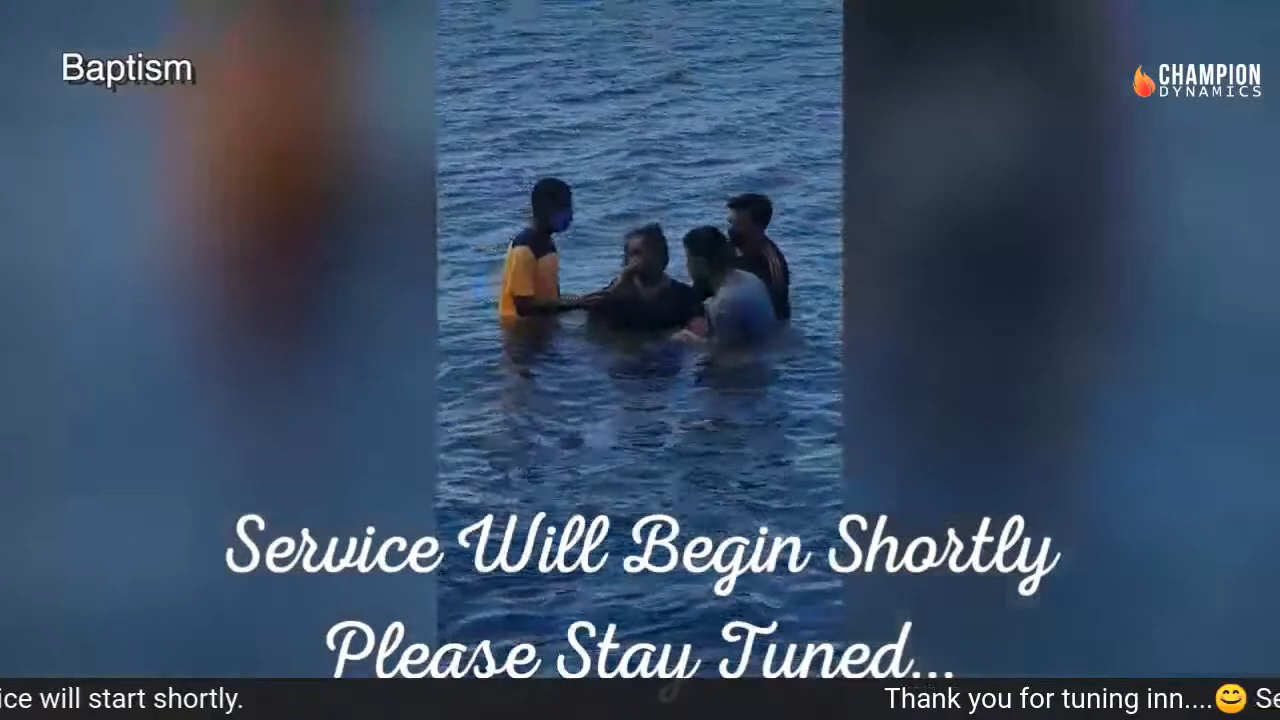 Baptism
CHAMPION
DYNAMICS
Service Will Begin Shortly
Please Stay Tuned...
ice will start shortly.
Thank you for tuning inn....😊 Se